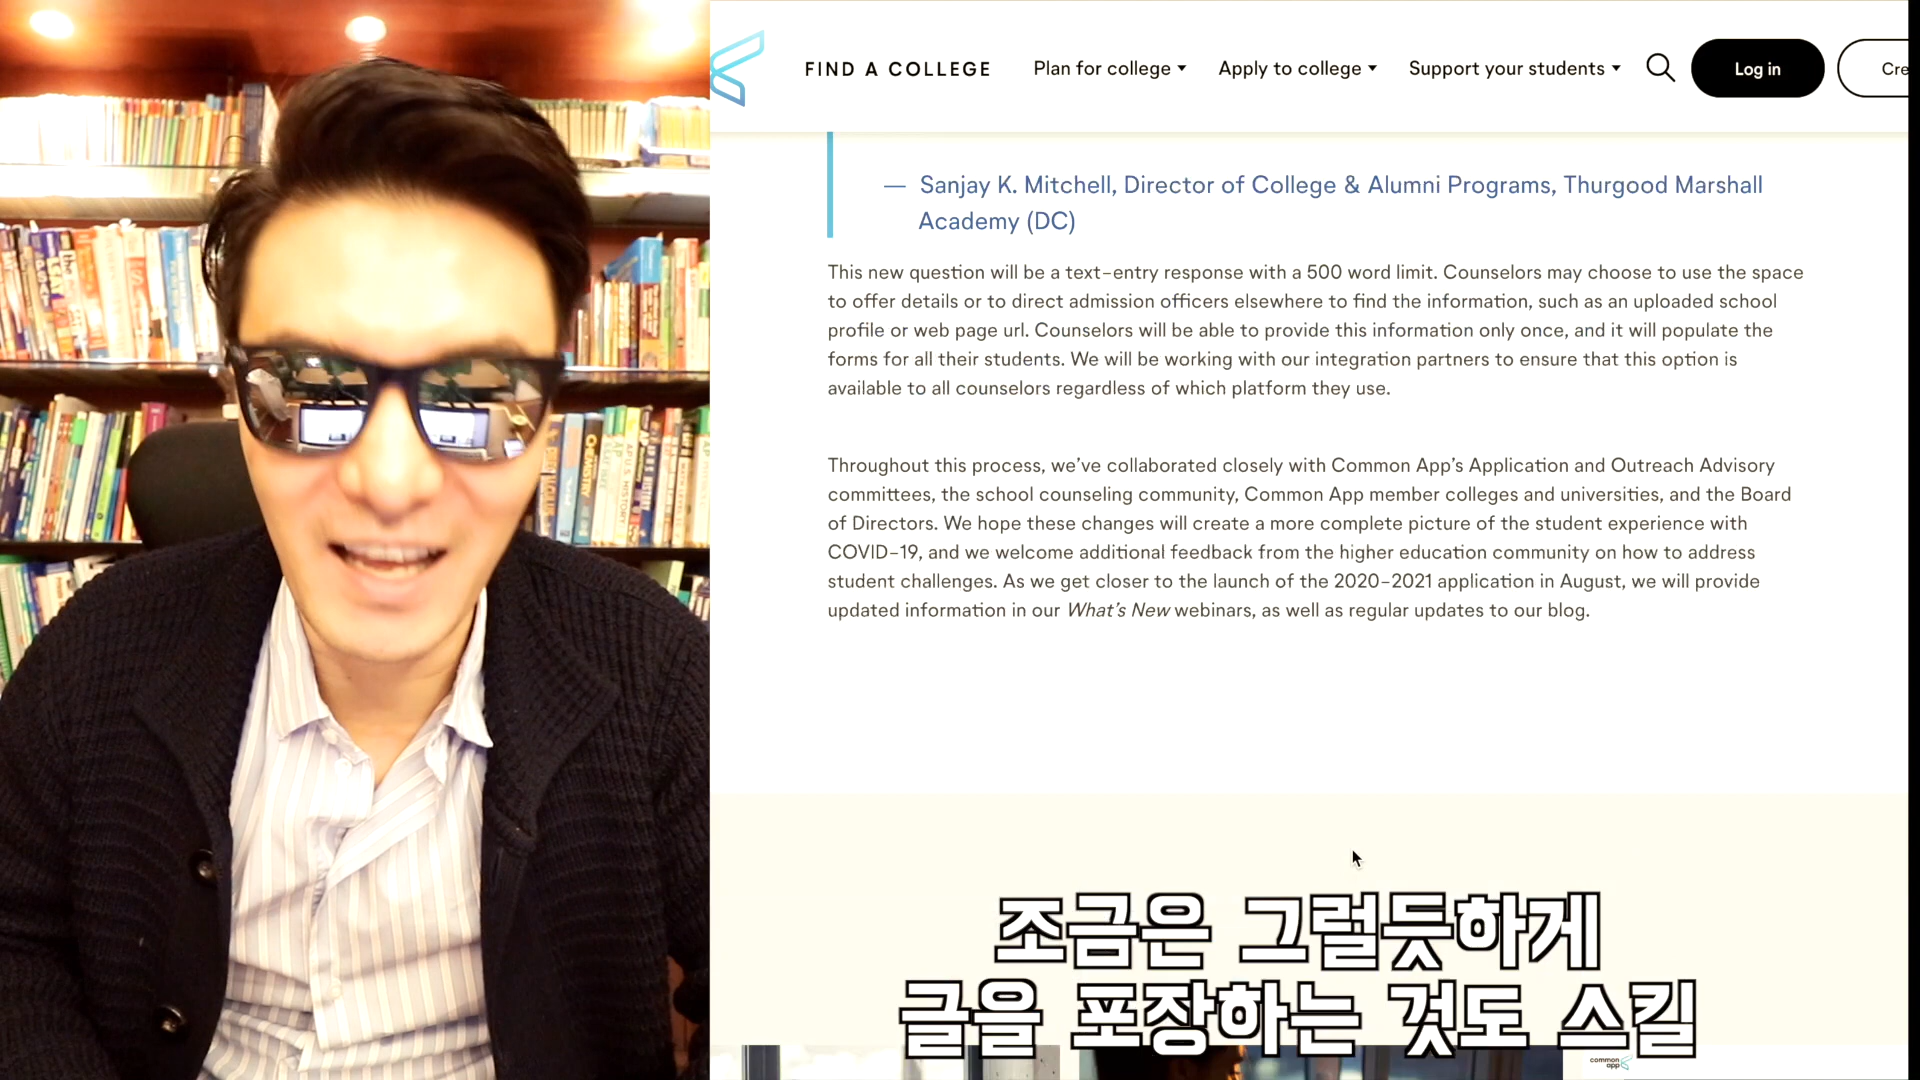 FIND A COLLEGE
Plan for college
Apply to college
Support your students
Log in
Cre
— Sanjay K. Mitchell, Director of College & Alumni Programs, Thurgood Marshall
Academy (DC)
This new question will be a text-entry response with a 500 word limit. Counselors may choose to use the space
to offer details or to direct admission officers elsewhere to find the information, such as an uploaded school
profile or web page url. Counselors will be able to provide this information only once, and it will populate the
forms for all their students. We will be working with our integration partners to ensure that this option is
available to all counselors regardless of which platform they use.
Throughout this process, we've collaborated closely with Common App's Application and Outreach Advisory
committees, the school counseling community, Common App member colleges and universities, and the Board
of Directors. We hope these changes will create a more complete picture of the student experience with
COVID-19, and we welcome additional feedback from the higher education community on how to address
student challenges. As we get closer to the launch of the 2020-2021 application in August, we will provide
updated information in our What's New webinars, as well as regular updates to our blog.
조금은 그럴듯하게
글을 포장하는 것도 스킬
common
app
CHEMISTRY
AP U.S. HISTORY